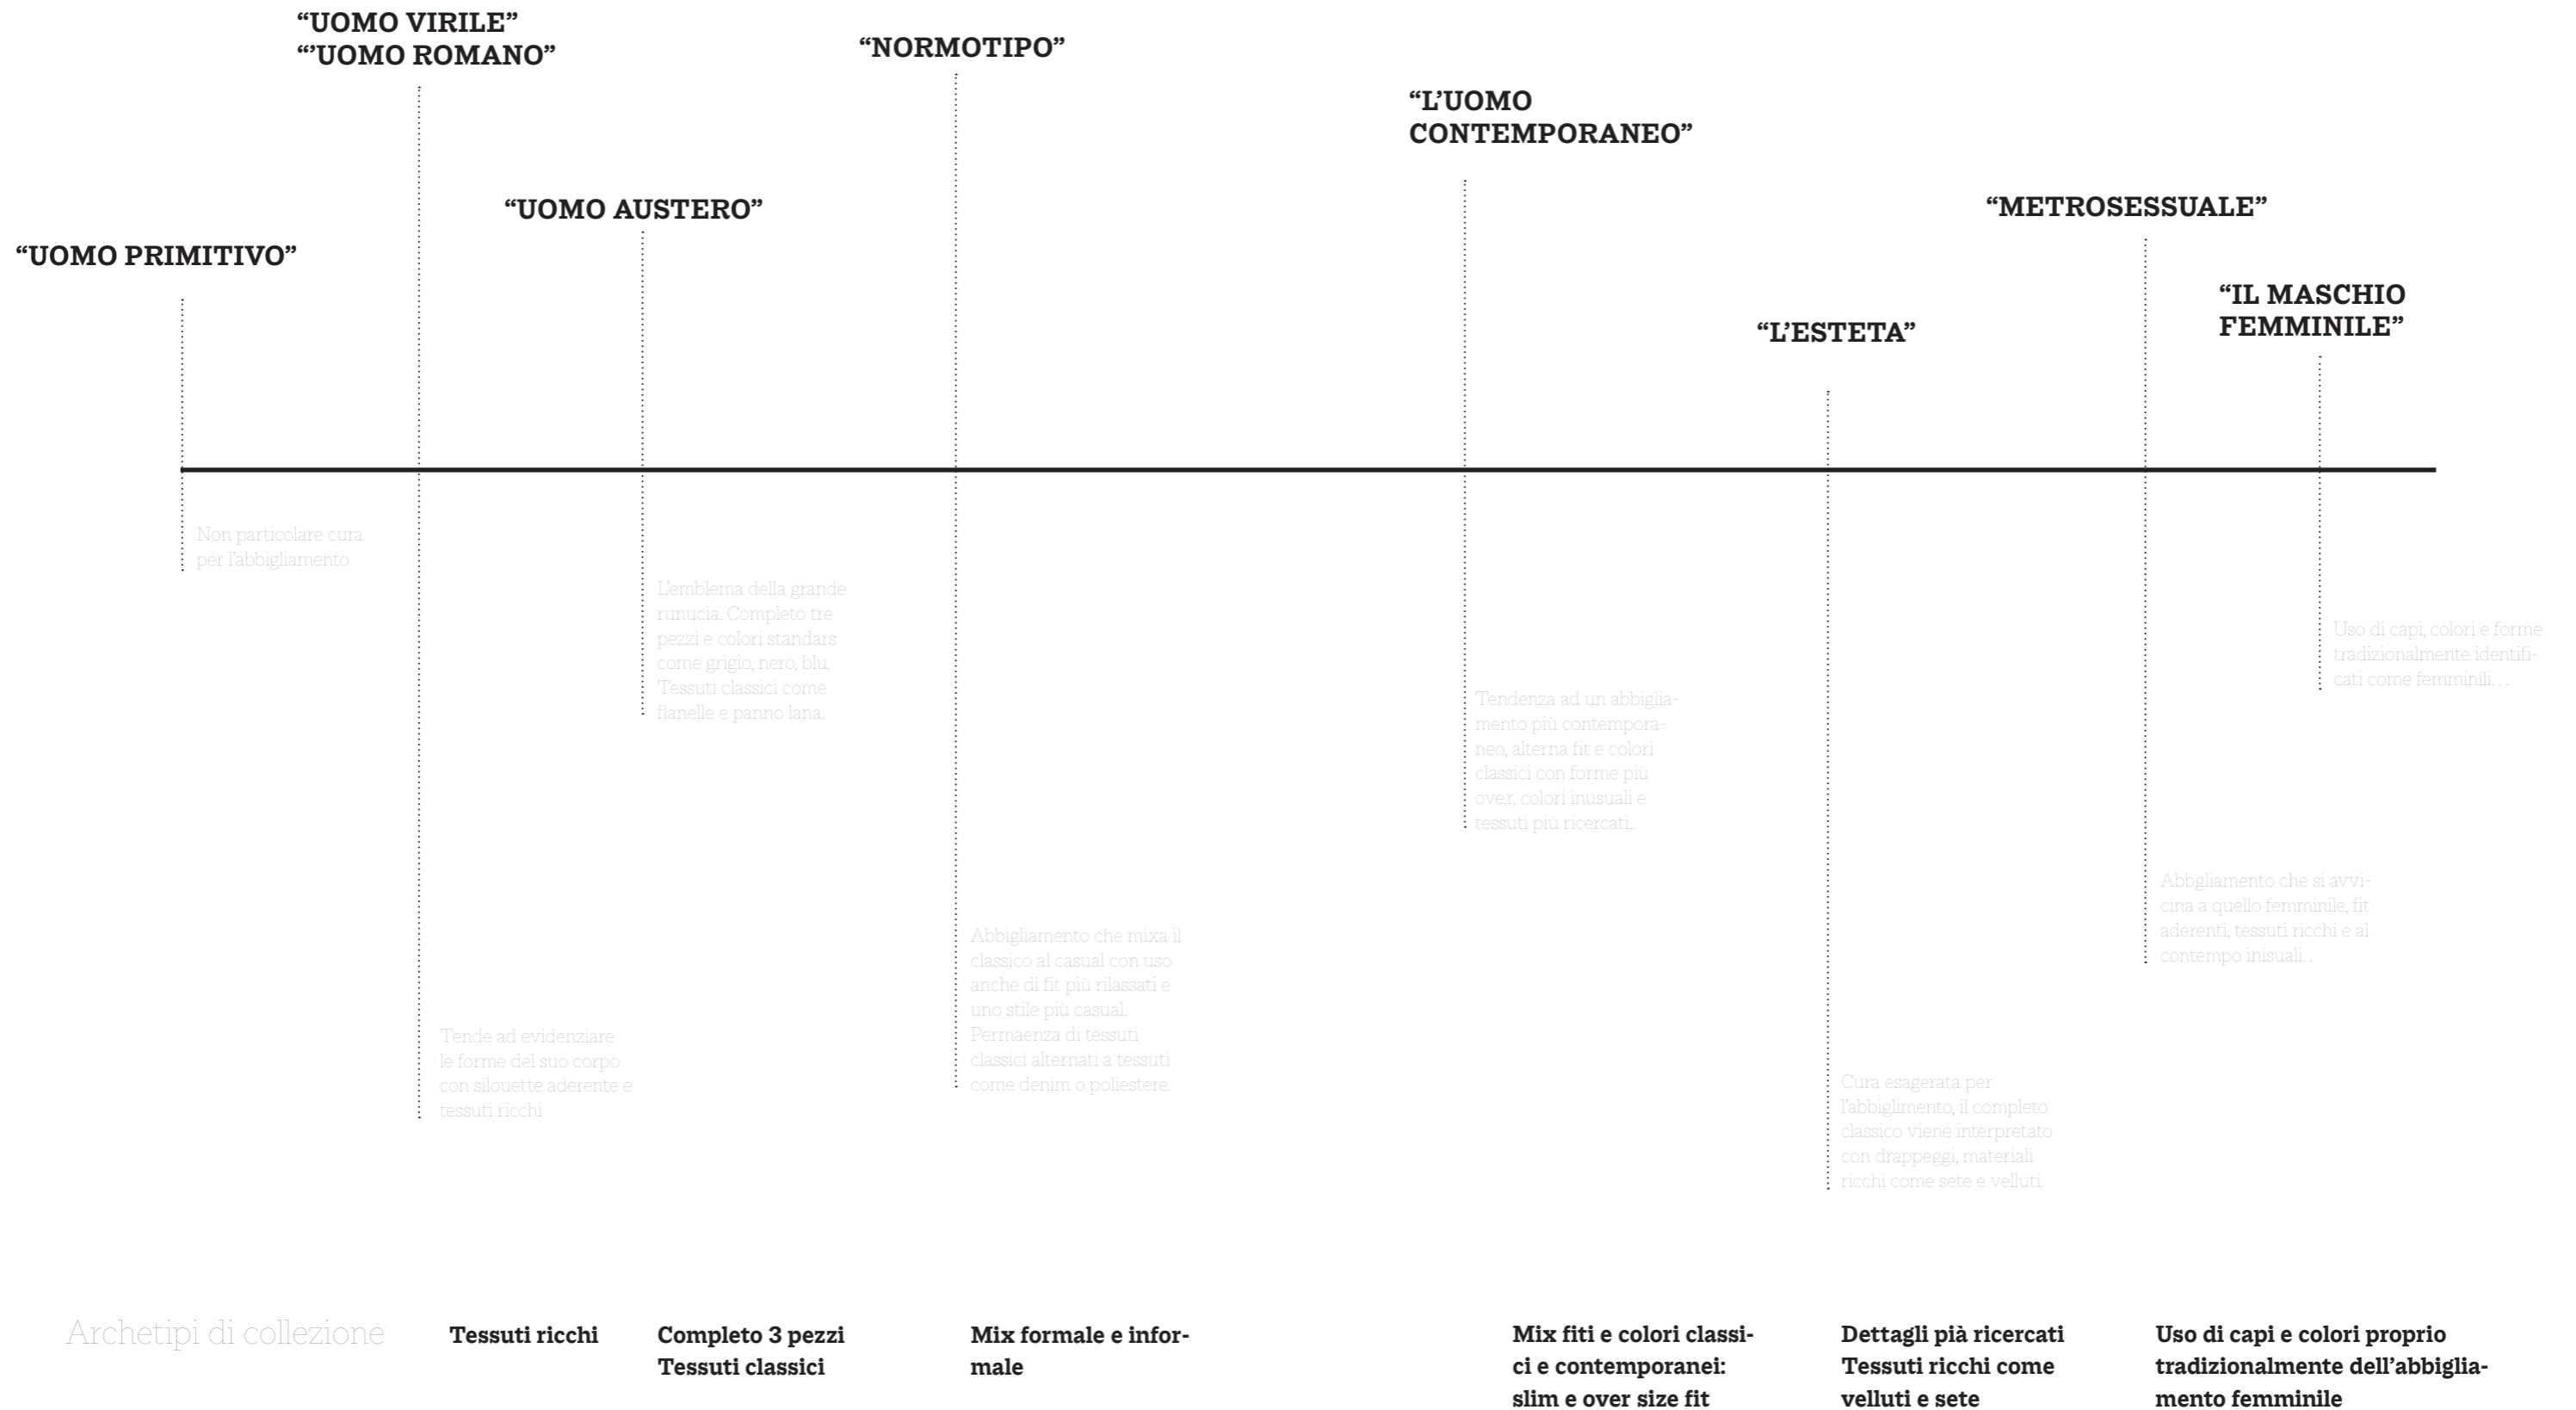 “UOMO VIRILE”
“’UOMO ROMANO”
“NORMOTIPO”
“L’UOMO
CONTEMPORANEO”
“UOMO AUSTERO”
“METROSESSUALE”
“UOMO PRIMITIVO”
“IL MASCHIO
FEMMINILE”
“L’ESTETA”
Non particolare cura
per l’abbigliamento
L’emblema della grande
runucia. Completo tre
pezzi e colori standars
come grigio, nero, blu.
Tessuti classici come
flanelle e panno lana.
Uso di capi, colori e forme
tradizionalmente identifi-
cati come femminili. . .
Tendenza ad un abbiglia-
mento più contempora-
neo, alterna fit e colori
classici con forme più
ove,r, colori inusuali e
tessuti più ricercati..
Abbgliamento che si avvi-
cina a quello femminile, fit
aderenti, tessuti ricchi e al
contempo inisuali. .
Abbigliamento che mixa il
classico al casual con uso
anche di fit più rilassati e
uno stile più casual.
Permaenza di tessuti
classici alternati a tessuti
come denim o poliestere.
Tende ad evidenziare
le forme del suo corpo
con silouette aderente e
tessuti ricchi
Cura esagerata per
l’abbiglimento, il completo
classico viene interpretato
con drappeggi, materiali
ricchi come sete e velluti.
Archetipi di collezione
Tessuti ricchi
Completo 3 pezzi
Tessuti classici
Mix formale e infor-
male
Mix fiti e colori classi-
ci e contemporanei:
slim e over size fit
Dettagli pià ricercati
Tessuti ricchi come
velluti e sete
Uso di capi e colori proprio
tradizionalmente dell’abbiglia-
mento femminile